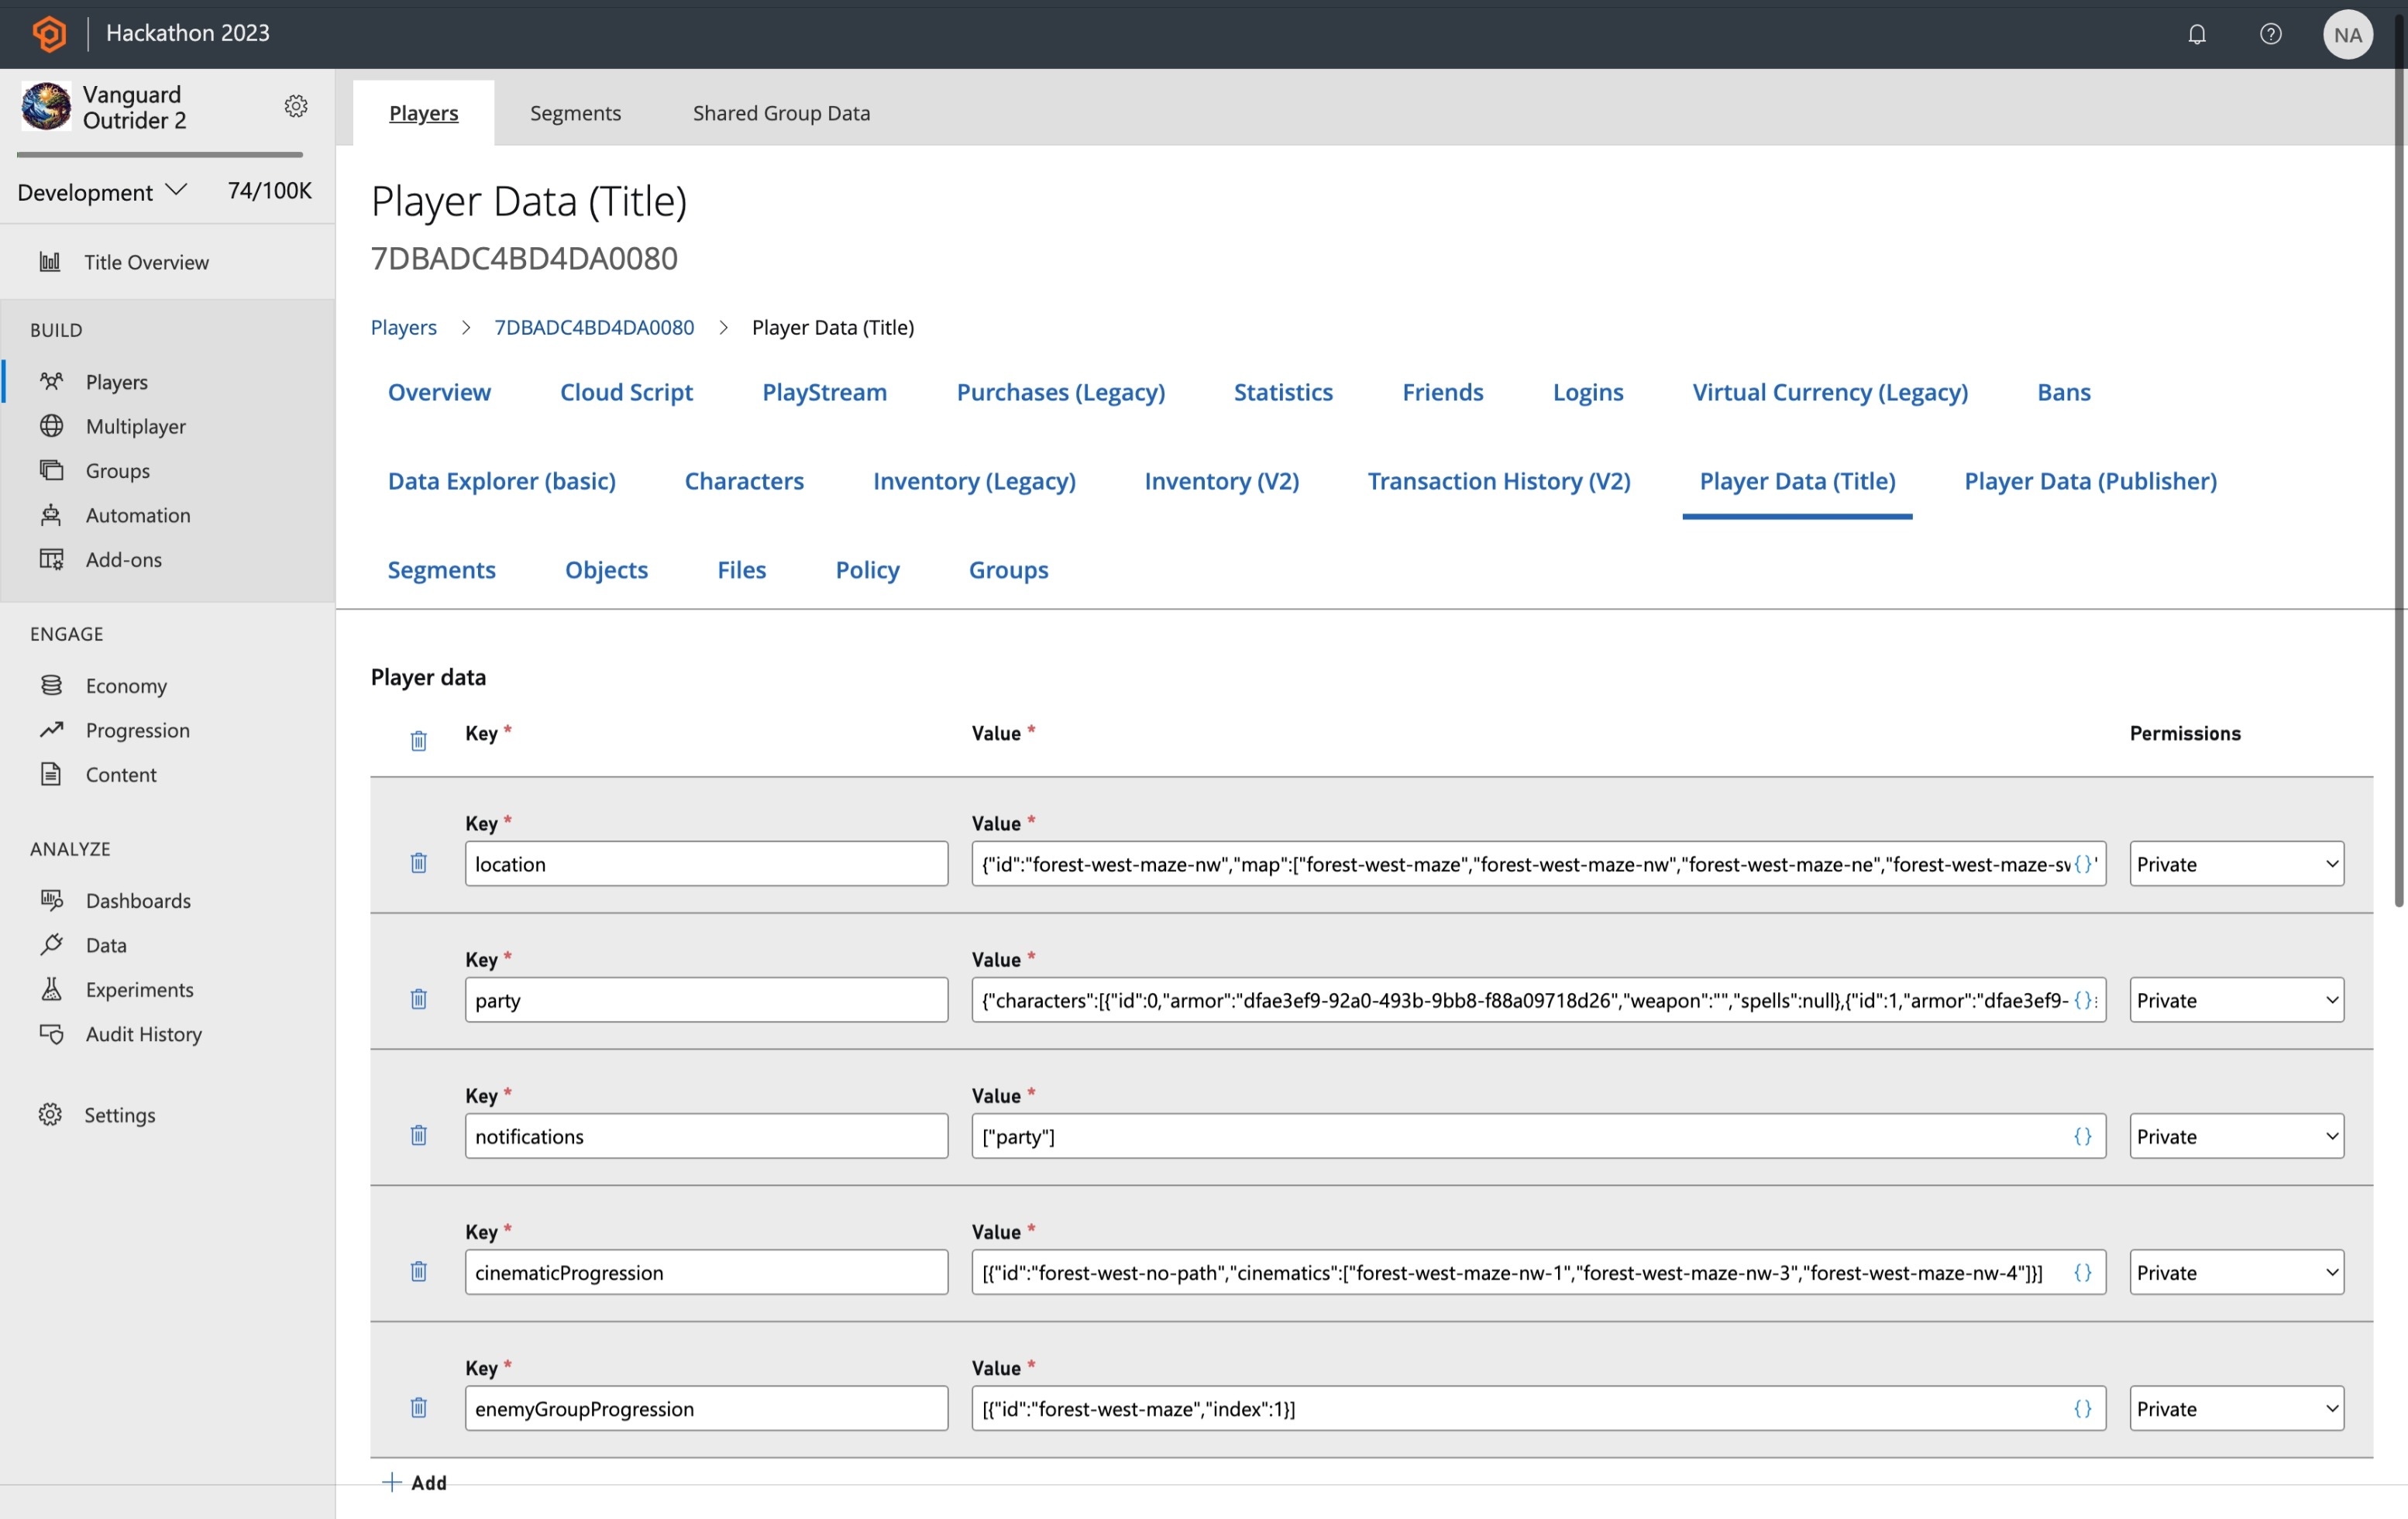 Hackathon 2023
NA
Vanguard
Outrider 2
Development 74/100K
Title Overview
BUILD
Players
Multiplayer
Groups
Automation
Add-ons
ENGAGE
Economy
Progression
Content
ANALYZE
Dashboards
Data
Experiments
Audit History
Settings
Players Segments Shared Group Data
Player Data (Title)
7DBADC4BD4DA0080
Players > 7DBADC4BD4DA0080 > Player Data (Title)
Overview Cloud Script PlayStream Purchases (Legacy) Statistics Friends Logins Virtual Currency (Legacy) Bans
Data Explorer (basic) Characters Inventory (Legacy) Inventory (V2) Transaction History (V2) Player Data (Title) Player Data (Publisher)
Segments Objects Files Policy Groups
Player data
Key * Value * Permissions
Key * Value *
location {"id":"forest-west-maze-nw","map":["forest-west-maze","forest-west-maze-nw","forest-west-maze-ne","forest-west-maze-sv {} Private
Key * Value *
party {"characters":[{"id":0,"armor":"dfae3ef9-92a0-493b-9bb8-f88a09718d26","weapon":"","spells":null},{"id":1,"armor":"dfae3ef9- {} Private
Key * Value *
notifications ["party"] {} Private
Key * Value *
cinematicProgression [{"id":"forest-west-no-path","cinematics":["forest-west-maze-nw-1","forest-west-maze-nw-3","forest-west-maze-nw-4"]}] {} Private
Key * Value *
enemyGroupProgression [{"id":"forest-west-maze","index":1}] {} Private
+ Add